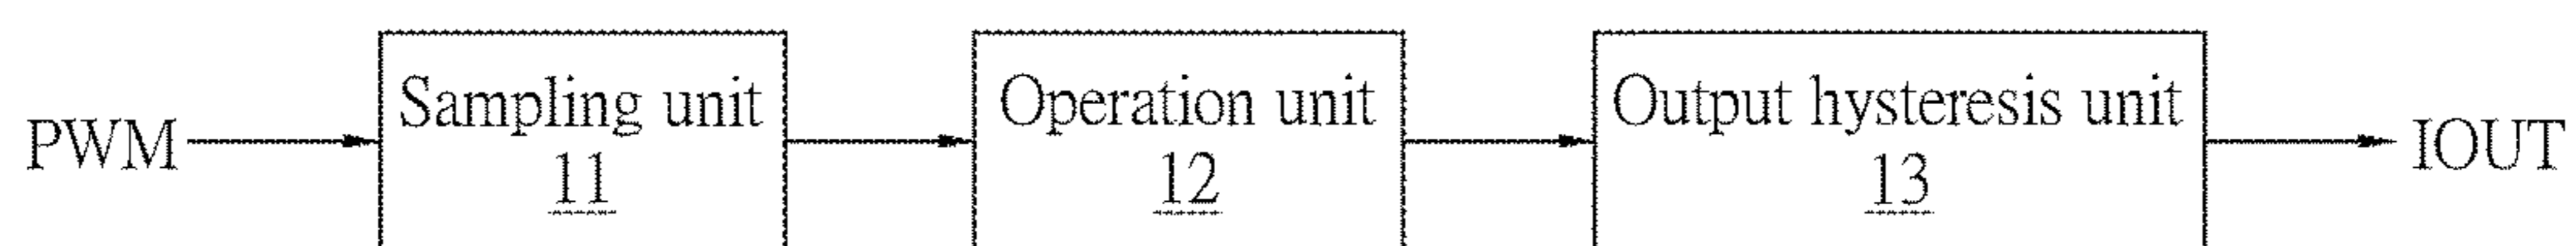 PWM
Sampling unit
11
Operation unit
12
Output hysteresis unit
13
IOUT